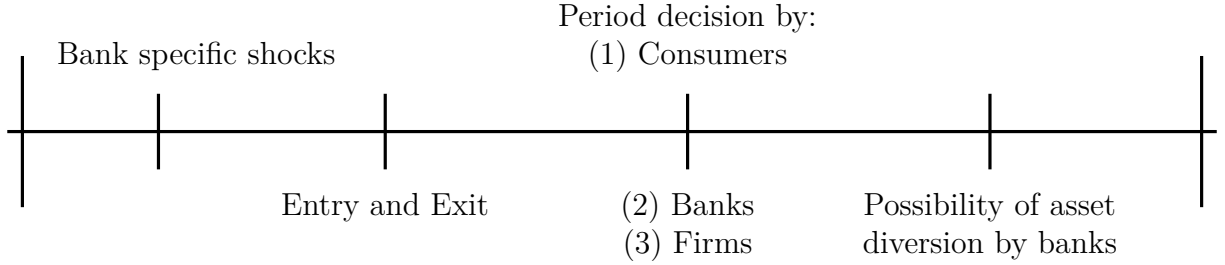 Period decision by:
Bank specific shocks
(1) Consumers
Entry and Exit
(2) Banks
(3) Firms
Possibility of asset
diversion by banks